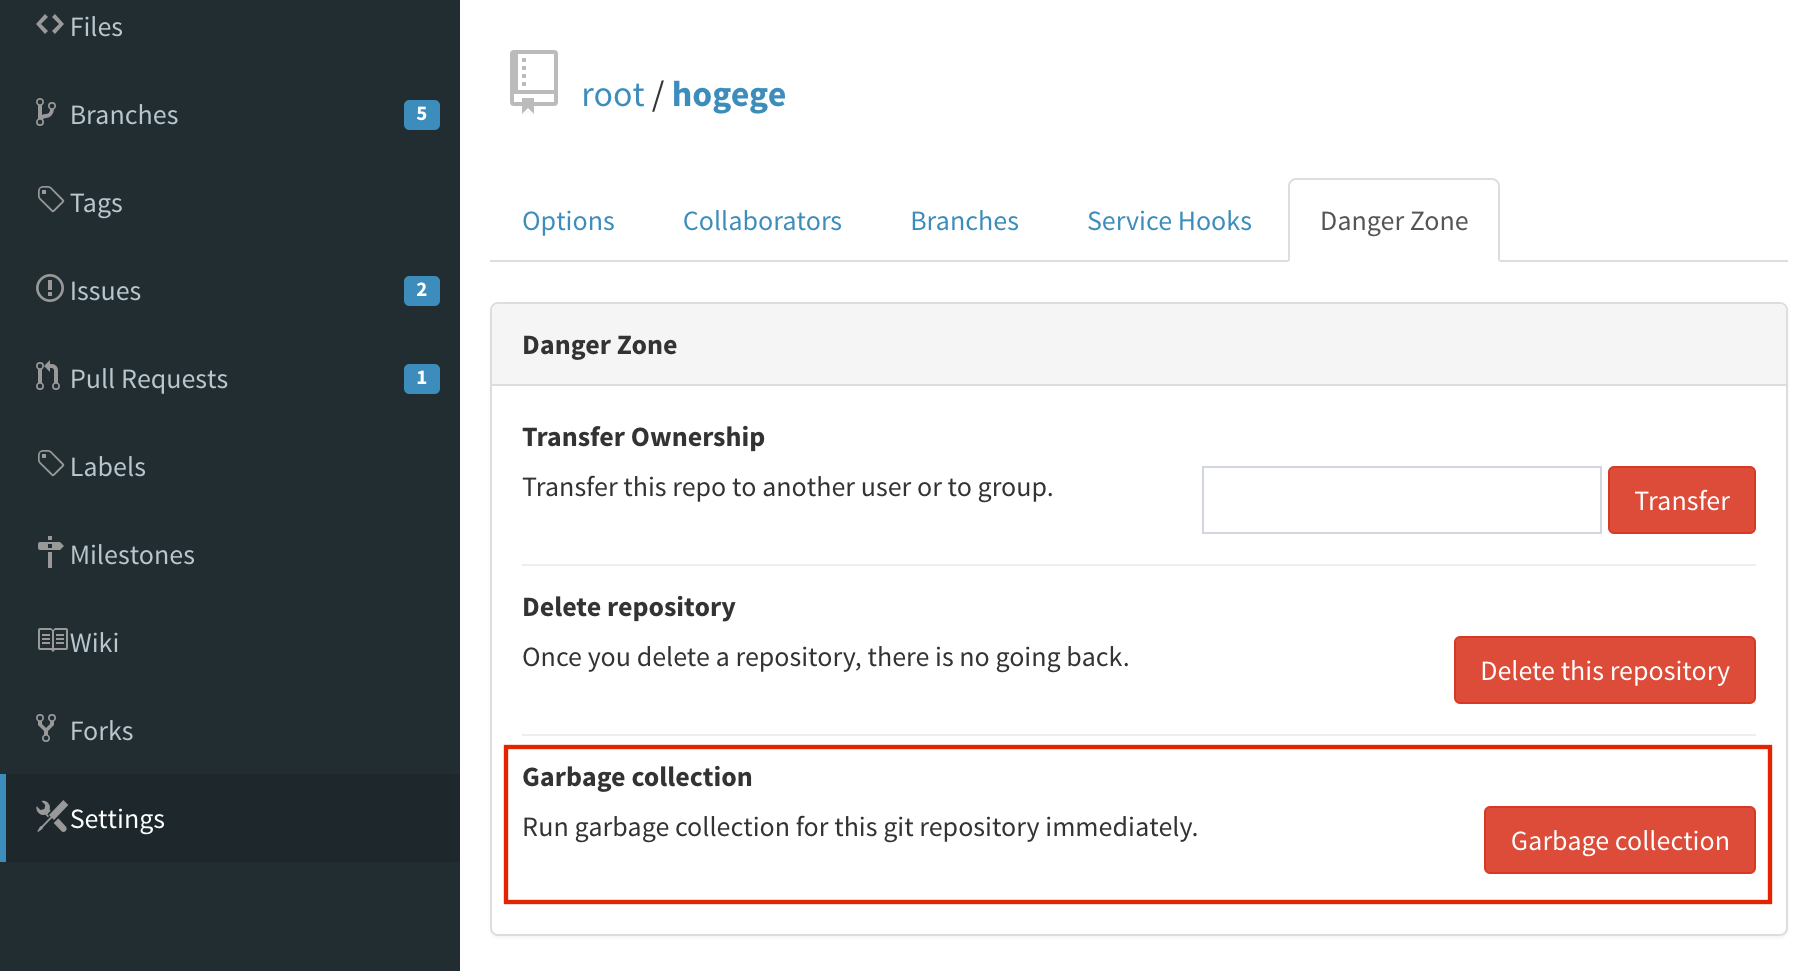 Files
Branches 5
Tags
Issues 2
Pull Requests 1
Labels
Milestones
Wiki
Forks
Settings
root / hogege
Options Collaborators Branches Service Hooks Danger Zone
Danger Zone
Transfer Ownership
Transfer this repo to another user or to group. Transfer
Delete repository
Once you delete a repository, there is no going back. Delete this repository
Garbage collection
Run garbage collection for this git repository immediately. Garbage collection